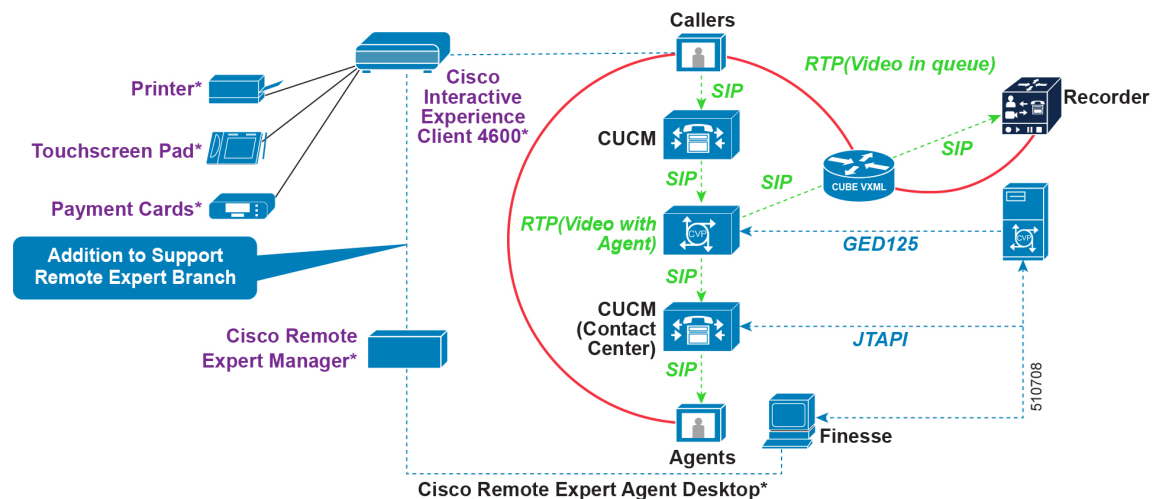 Callers
RTP(Video in queue)
Recorder
Printer*
Cisco
Interactive
Experience
Client 4600*
SIP
CUCM
SIP
Touchscreen Pad*
SIP
SIP
CUBE VXML
Payment Cards*
RTP(Video with
Agent)
CVP
GED125
CVP
Addition to Support
Remote Expert Branch
SIP
CUCM
(Contact
Center)
Cisco Remote
Expert Manager*
JTAPI
SIP
510708
Agents
Finesse
Cisco Remote Expert Agent Desktop*